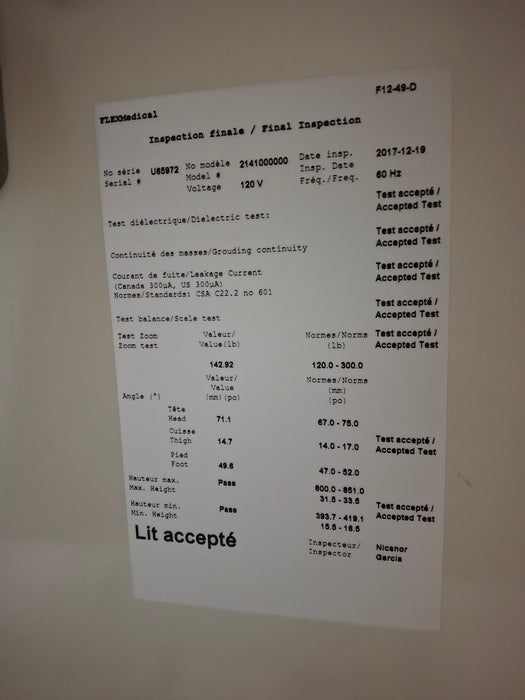 F12-49-D
FLEXMedical
Inspection finale / Final Inspection
No série U65972 No modèle 2141000000 Date insp. 2017-12-19
Serial # Model # Insp. Date
Voltage 120 V Fréq./Freq. 60 Hz
Test accepté /
Accepted Test
Test diélectrique/Dielectric test:
Test accepté /
Accepted Test
Continuité des masses/Grouding continuity
Test accepté /
Accepted Test
Courant de fuite/Leakage Current
(Canada 300µA, US 300µA)
Normes/Standards: CSA C22.2 no 601
Test accepté /
Accepted Test
Test balance/Scale test
Test Zoom Valeur/ Normes/Norms Test accepté /
Zoom test Value(lb) (lb) Accepted Test
142.92 120.0 - 300.0
Valeur/ Normes/Norms
Value (mm)
Angle (°) (mm) (po) (po)
Tête
Head 71.1 67.0 - 75.0
Cuisse Test accepté /
Thigh 14.7 14.0 - 17.0 Accepted Test
Pied
Foot 49.6 47.0 - 52.0
Hauteur max. Pass 800.0 - 851.0
Max. Height 31.5 - 33.5
Test accepté /
Hauteur min. Pass 393.7 - 419.1 Accepted Test
Min. Height 15.5 - 16.5
Lit accepté
Inspecteur/ Nicanor
Inspector Garcia